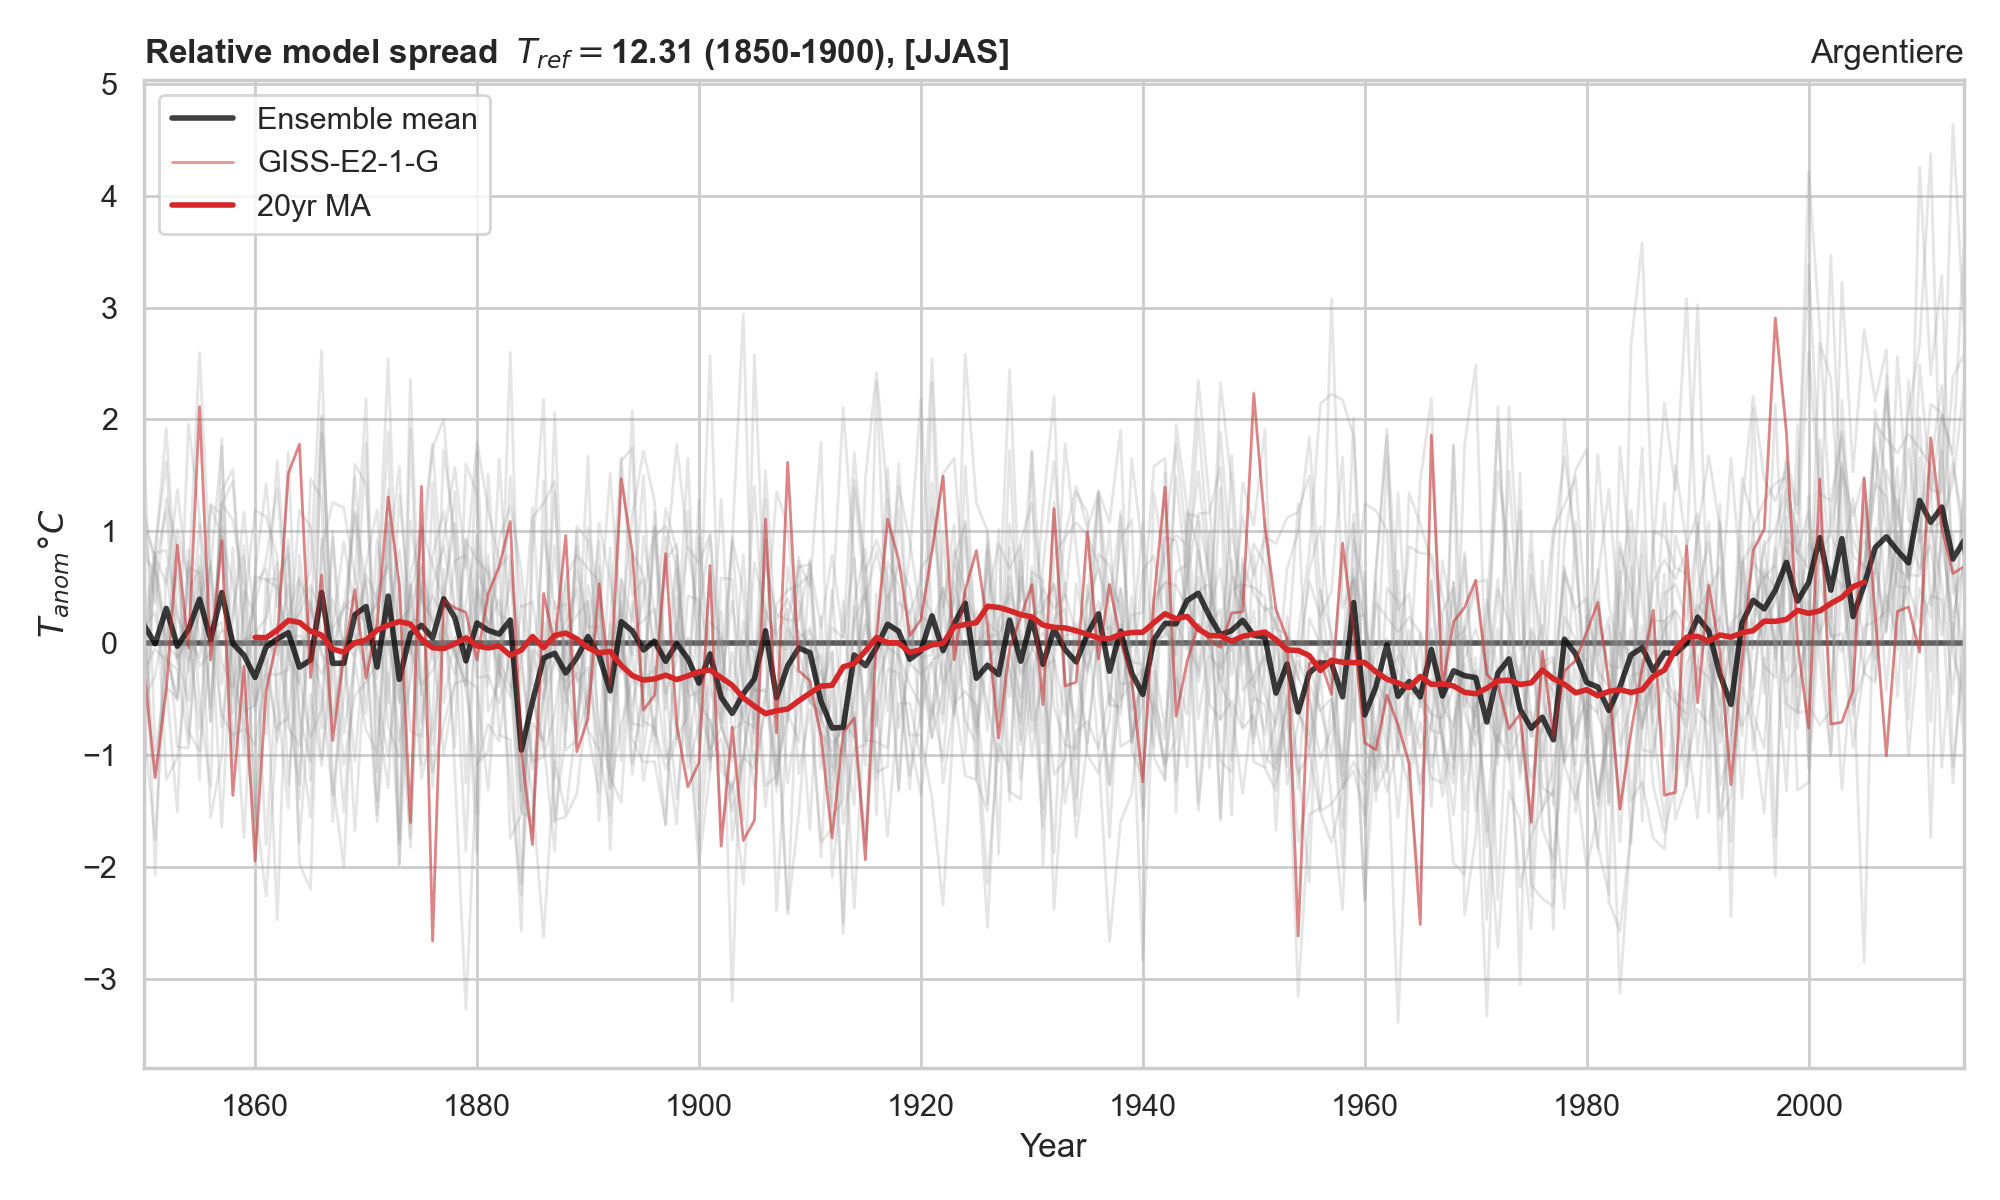 Relative model spread T_ref = 12.31 (1850-1900), [JJAS]
Argentiere
Ensemble mean
GISS-E2-1-G
20yr MA
5
4
3
2
1
0
−1
−2
−3
T_anom °C
1860 1880 1900 1920 1940 1960 1980 2000
Year